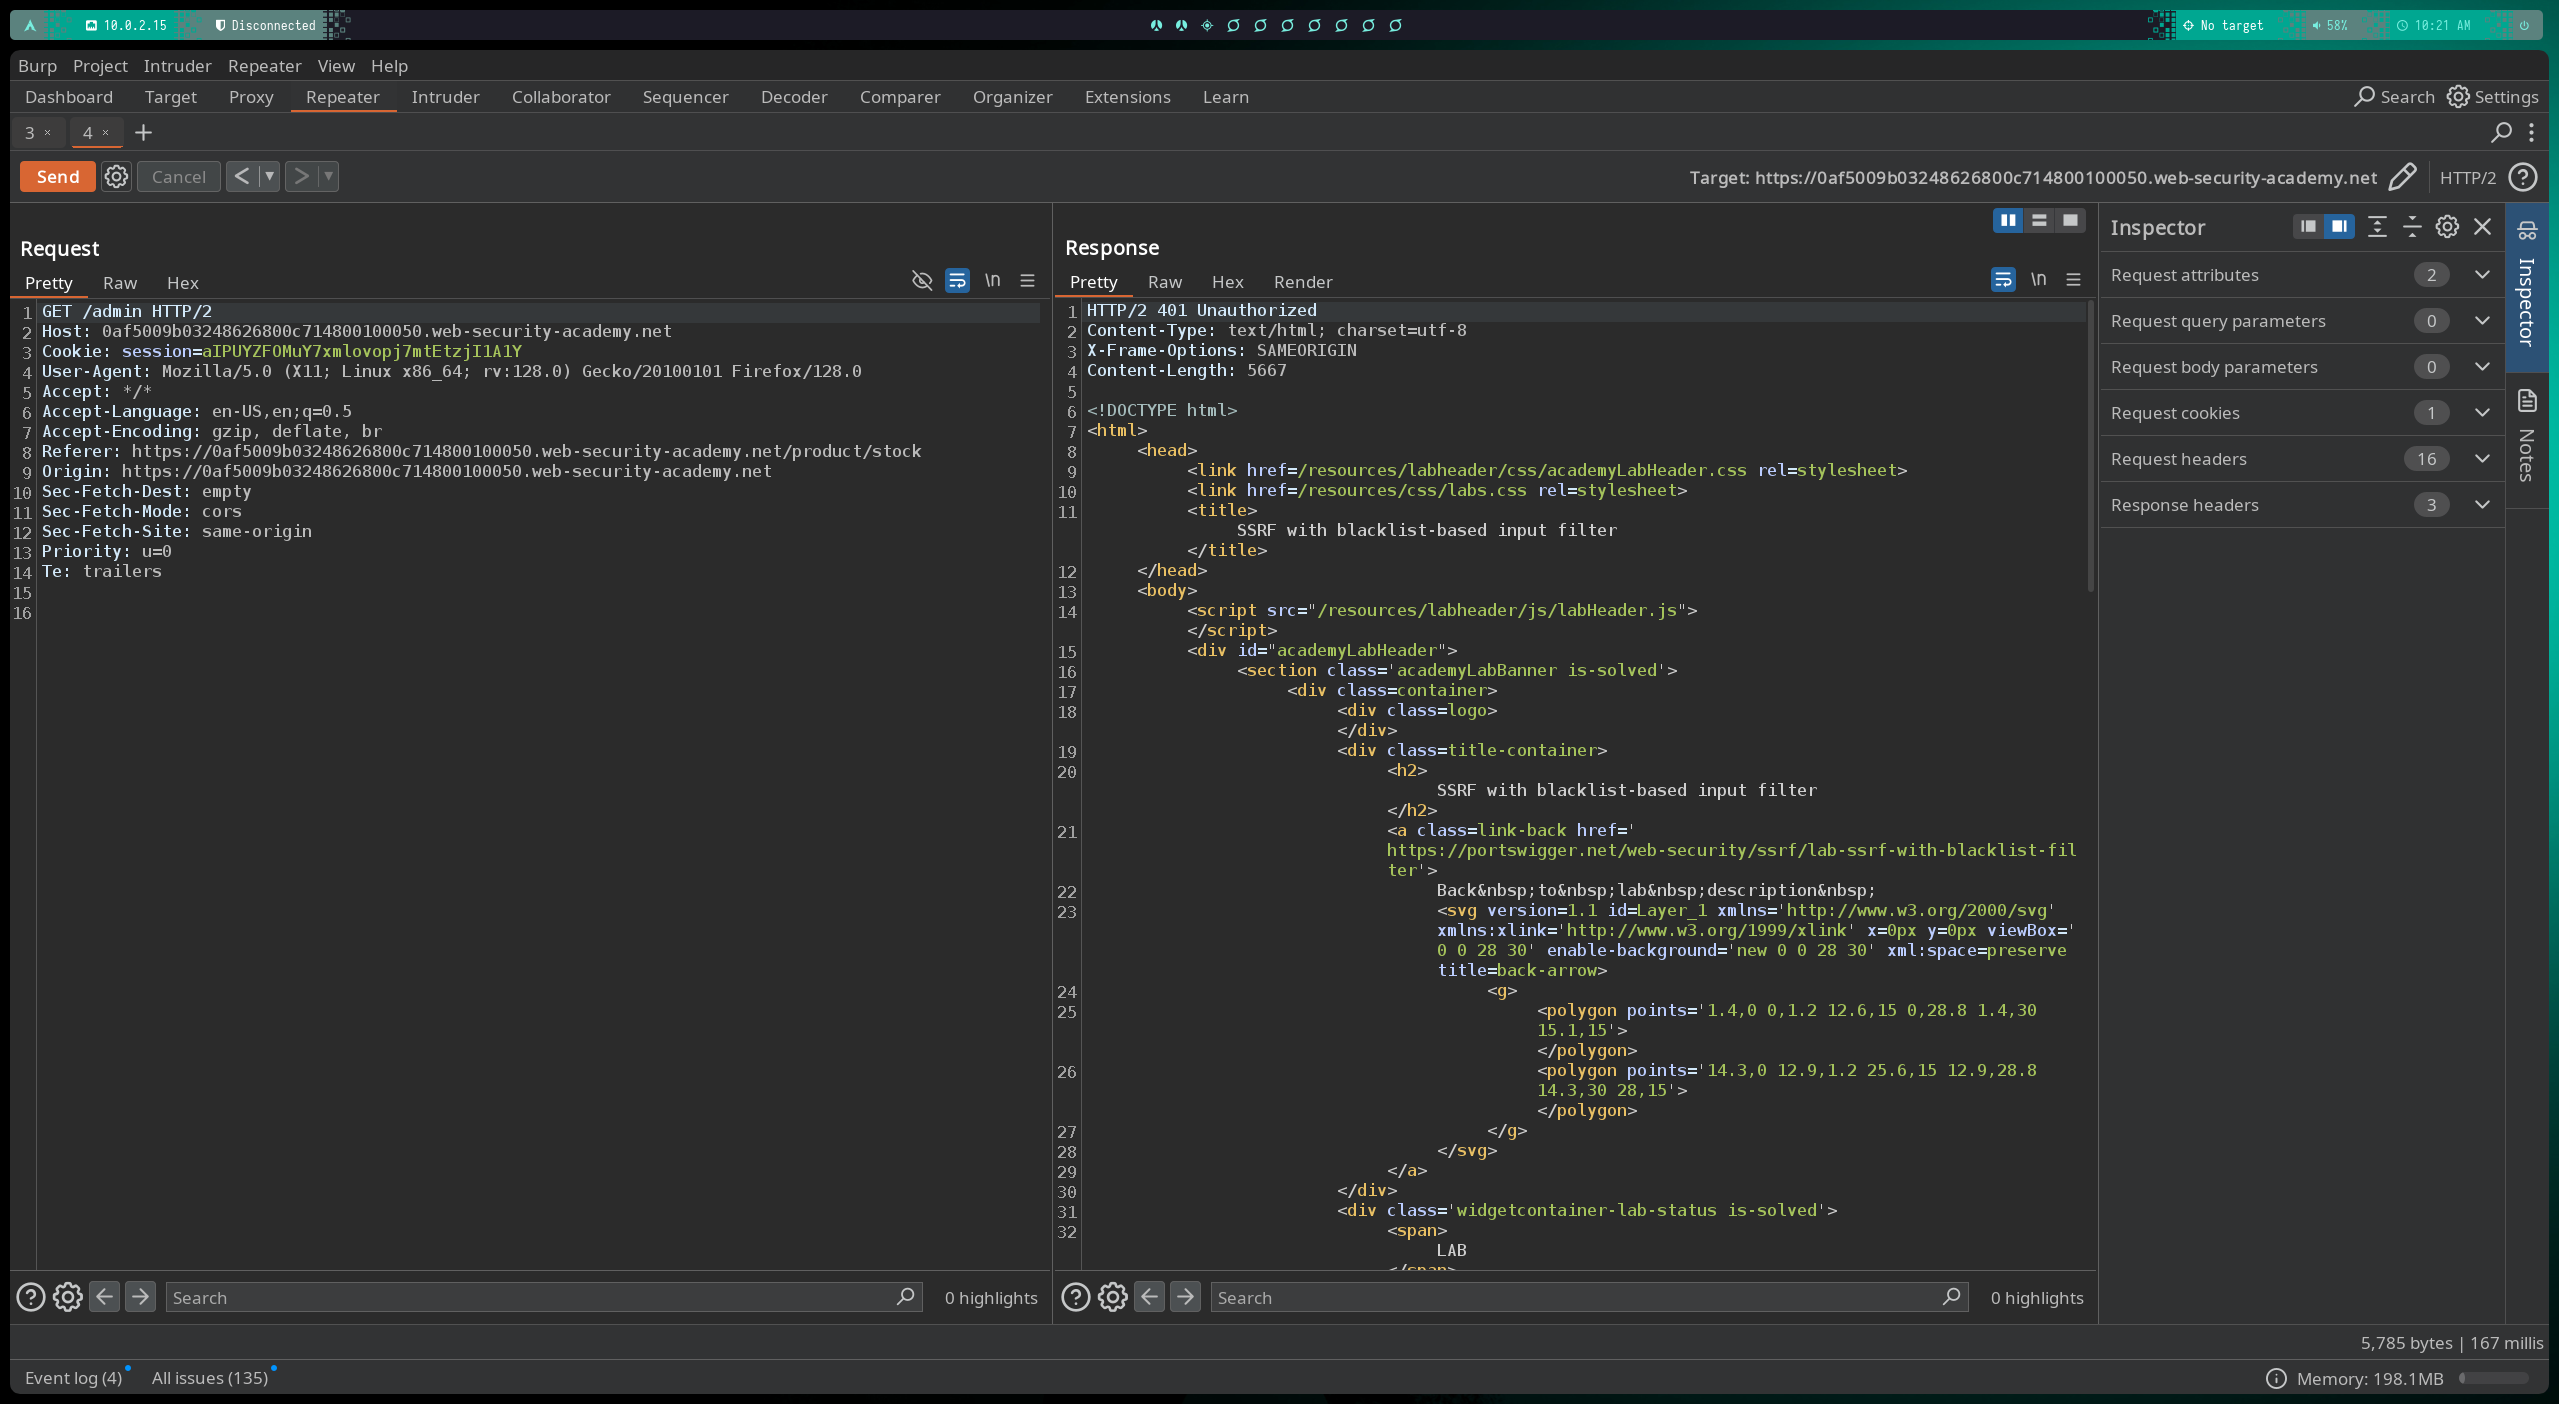 10.0.2.15 Disconnected No target 58% 10:21 AM
Burp Project Intruder Repeater View Help
Dashboard Target Proxy Repeater Intruder Collaborator Sequencer Decoder Comparer Organizer Extensions Learn Search Settings
3 × 4 × +
Send Cancel < > Target: https://0af5009b03248626800c714800100050.web-security-academy.net HTTP/2
Request
Pretty Raw Hex \n
1 GET /admin HTTP/2
2 Host: 0af5009b03248626800c714800100050.web-security-academy.net
3 Cookie: session=aIPUYZFOMuY7xmlovopj7mtEtzjI1A1Y
4 User-Agent: Mozilla/5.0 (X11; Linux x86_64; rv:128.0) Gecko/20100101 Firefox/128.0
5 Accept: */*
6 Accept-Language: en-US,en;q=0.5
7 Accept-Encoding: gzip, deflate, br
8 Referer: https://0af5009b03248626800c714800100050.web-security-academy.net/product/stock
9 Origin: https://0af5009b03248626800c714800100050.web-security-academy.net
10 Sec-Fetch-Dest: empty
11 Sec-Fetch-Mode: cors
12 Sec-Fetch-Site: same-origin
13 Priority: u=0
14 Te: trailers
15
16
Search 0 highlights
Response
Pretty Raw Hex Render \n
1 HTTP/2 401 Unauthorized
2 Content-Type: text/html; charset=utf-8
3 X-Frame-Options: SAMEORIGIN
4 Content-Length: 5667
5
6 <!DOCTYPE html>
7 <html>
8 <head>
9 <link href=/resources/labheader/css/academyLabHeader.css rel=stylesheet>
10 <link href=/resources/css/labs.css rel=stylesheet>
11 <title>
SSRF with blacklist-based input filter
</title>
12 </head>
13 <body>
14 <script src="/resources/labheader/js/labHeader.js">
</script>
15 <div id="academyLabHeader">
16 <section class='academyLabBanner is-solved'>
17 <div class=container>
18 <div class=logo>
</div>
19 <div class=title-container>
20 <h2>
SSRF with blacklist-based input filter
</h2>
21 <a class=link-back href='
https://portswigger.net/web-security/ssrf/lab-ssrf-with-blacklist-fil
ter'>
22 Back&nbsp;to&nbsp;lab&nbsp;description&nbsp;
23 <svg version=1.1 id=Layer_1 xmlns='http://www.w3.org/2000/svg'
xmlns:xlink='http://www.w3.org/1999/xlink' x=0px y=0px viewBox='
0 0 28 30' enable-background='new 0 0 28 30' xml:space=preserve
title=back-arrow>
24 <g>
25 <polygon points='1.4,0 0,1.2 12.6,15 0,28.8 1.4,30
15.1,15'>
</polygon>
26 <polygon points='14.3,0 12.9,1.2 25.6,15 12.9,28.8
14.3,30 28,15'>
</polygon>
27 </g>
28 </svg>
29 </a>
30 </div>
31 <div class='widgetcontainer-lab-status is-solved'>
32 <span>
LAB
</span>
Search 0 highlights
Inspector
Request attributes 2
Request query parameters 0
Request body parameters 0
Request cookies 1
Request headers 16
Response headers 3
Inspector
Notes
5,785 bytes | 167 millis
Event log (4) All issues (135) Memory: 198.1MB